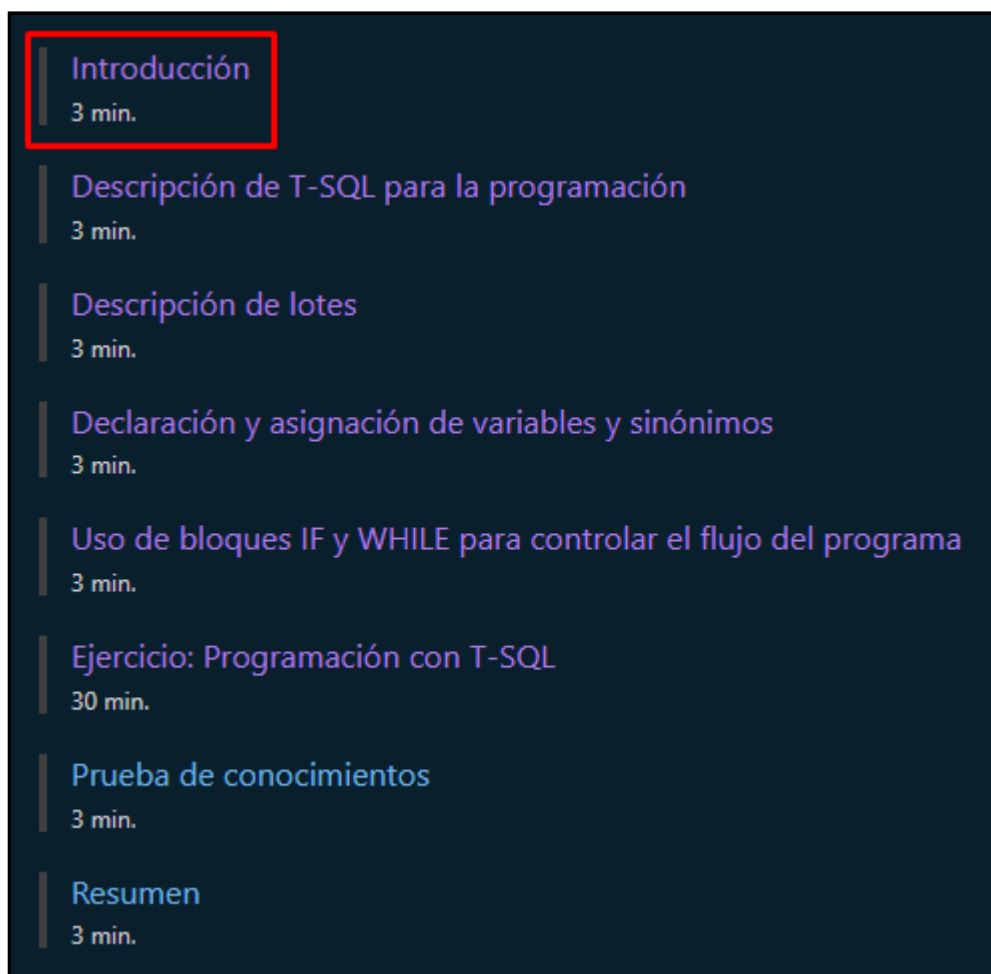 Introducción
3 min.
Descripción de T-SQL para la programación
3 min.
Descripción de lotes
3 min.
Declaración y asignación de variables y sinónimos
3 min.
Uso de bloques IF y WHILE para controlar el flujo del programa
3 min.
Ejercicio: Programación con T-SQL
30 min.
Prueba de conocimientos
3 min.
Resumen
3 min.